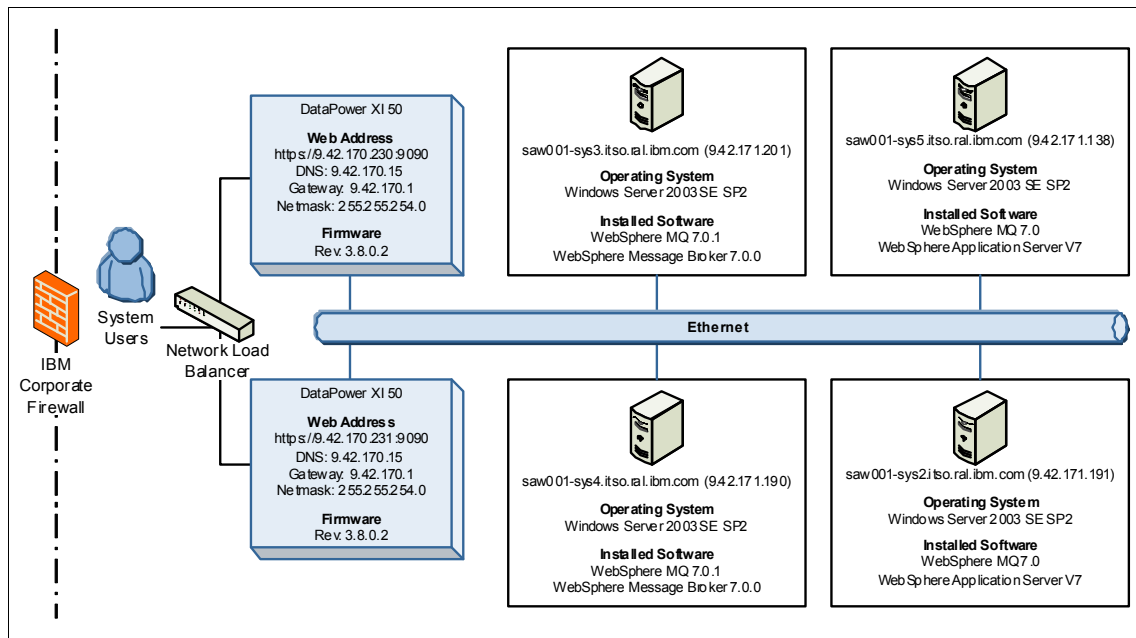 DataPower XI50
Web Address
https://9.42.170.230:9090
DNS: 9.42.170.15
Gateway: 9.42.170.1
Netmask: 255.255.254.0
Firmware
Rev: 3.8.0.2
saw001-sys3.itso.ral.ibm.com (9.42.171.201)
Operating System
Windows Server 2003 SE SP2
Installed Software
WebSphere MQ 7.0.1
WebSphere Message Broker 7.0.0
saw001-sys5.itso.ral.ibm.com (9.42.171.138)
Operating System
Windows Server 2003 SE SP2
Installed Software
WebSphere MQ 7.0
WebSphere Application Server V7
IBM
Corporate
Firewall
System
Users
Network Load
Balancer
Ethernet
DataPower XI50
Web Address
https://9.42.170.231:9090
DNS: 9.42.170.15
Gateway: 9.42.170.1
Netmask: 255.255.254.0
Firmware
Rev: 3.8.0.2
saw001-sys4.itso.ral.ibm.com (9.42.171.190)
Operating System
Windows Server 2003 SE SP2
Installed Software
WebSphere MQ 7.0.1
WebSphere Message Broker 7.0.0
saw001-sys2.itso.ral.ibm.com (9.42.171.191)
Operating System
Windows Server 2003 SE SP2
Installed Software
WebSphere MQ7.0
WebSphere Application Server V7